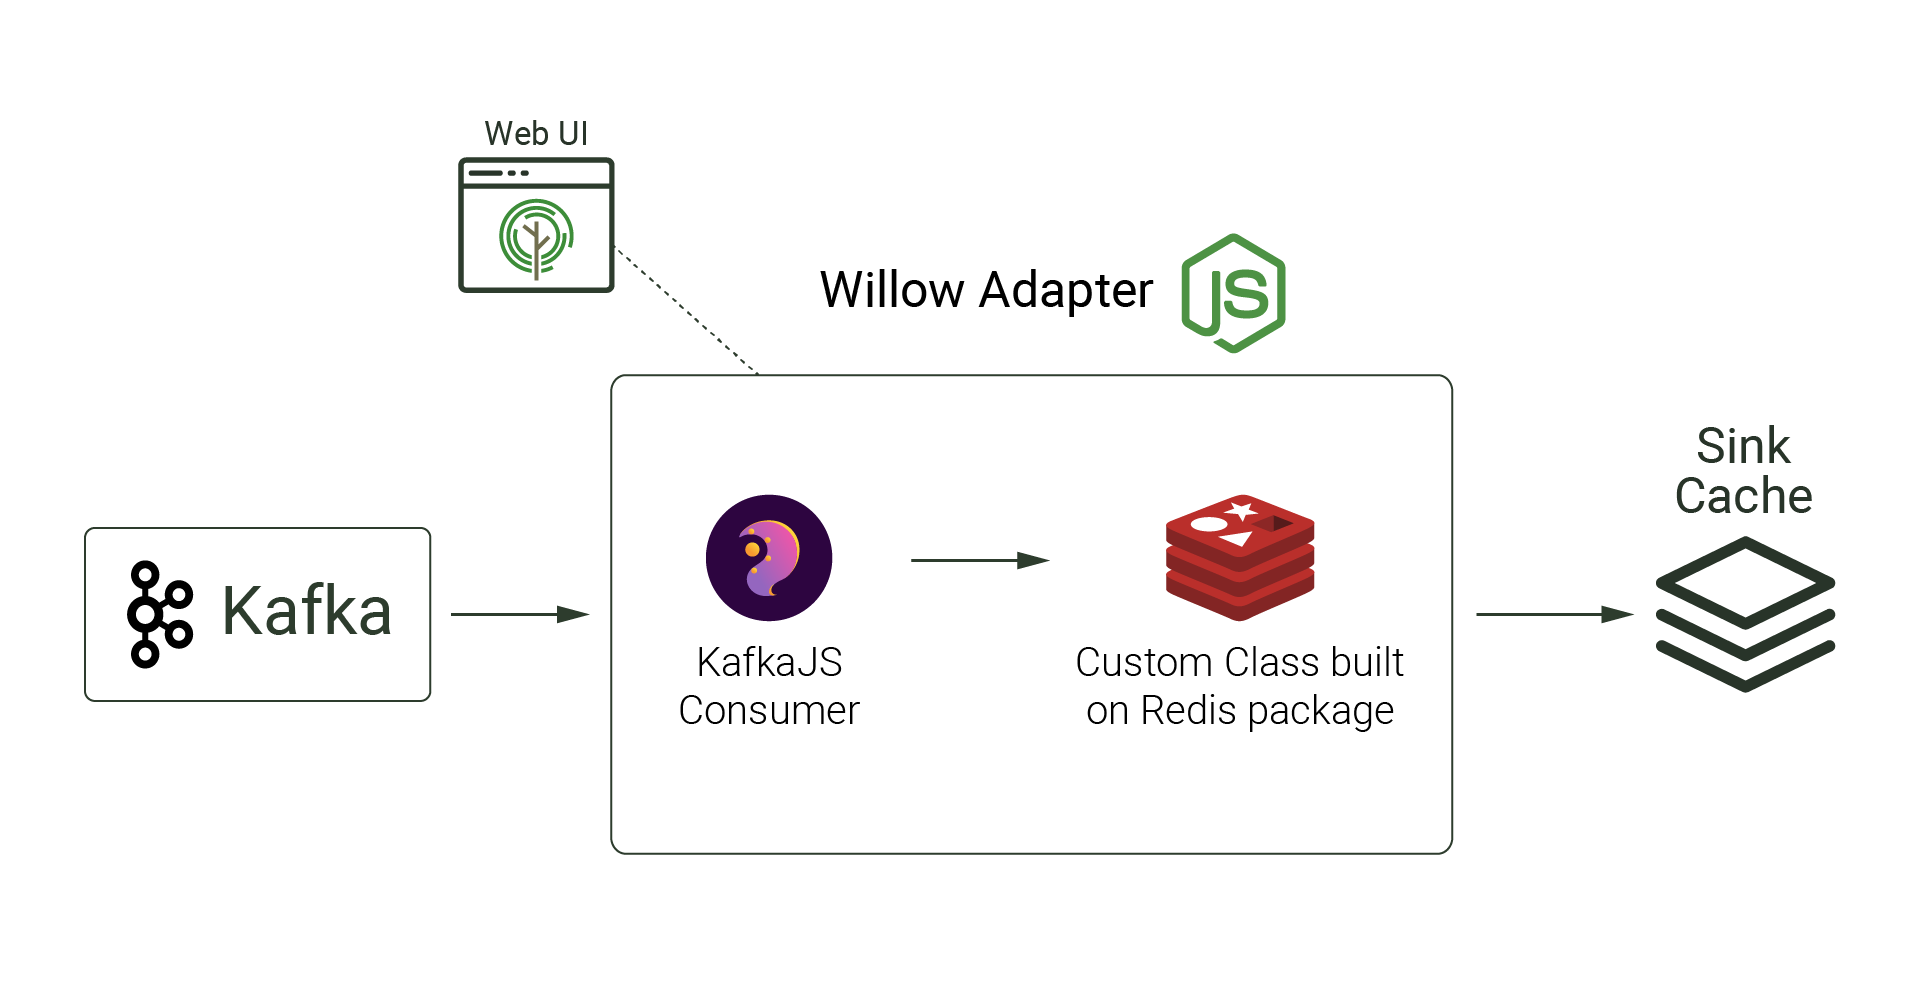 Web UI
Willow Adapter
JS
Sink
Cache
Kafka
KafkaJS
Consumer
Custom Class built
on Redis package